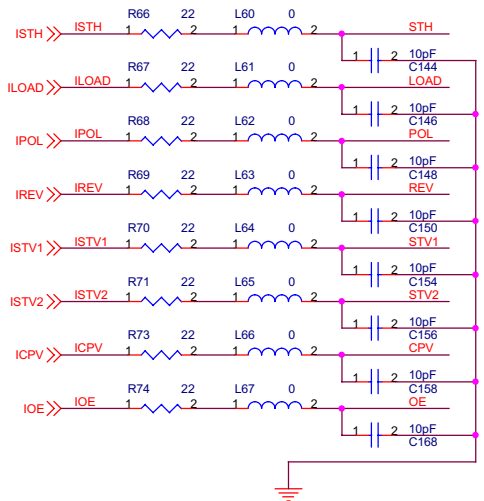 R66 22 L60 0
ISTH ISTH 1 2 1 2 STH
1 2 10pF
C144
R67 22 L61 0
ILOAD ILOAD 1 2 1 2 LOAD
1 2 10pF
C146
R68 22 L62 0
IPOL IPOL 1 2 1 2 POL
1 2 10pF
C148
R69 22 L63 0
IREV IREV 1 2 1 2 REV
1 2 10pF
C150
R70 22 L64 0
ISTV1 ISTV1 1 2 1 2 STV1
1 2 10pF
C154
R71 22 L65 0
ISTV2 ISTV2 1 2 1 2 STV2
1 2 10pF
C156
R73 22 L66 0
ICPV ICPV 1 2 1 2 CPV
1 2 10pF
C158
R74 22 L67 0
IOE IOE 1 2 1 2 OE
1 2 10pF
C168